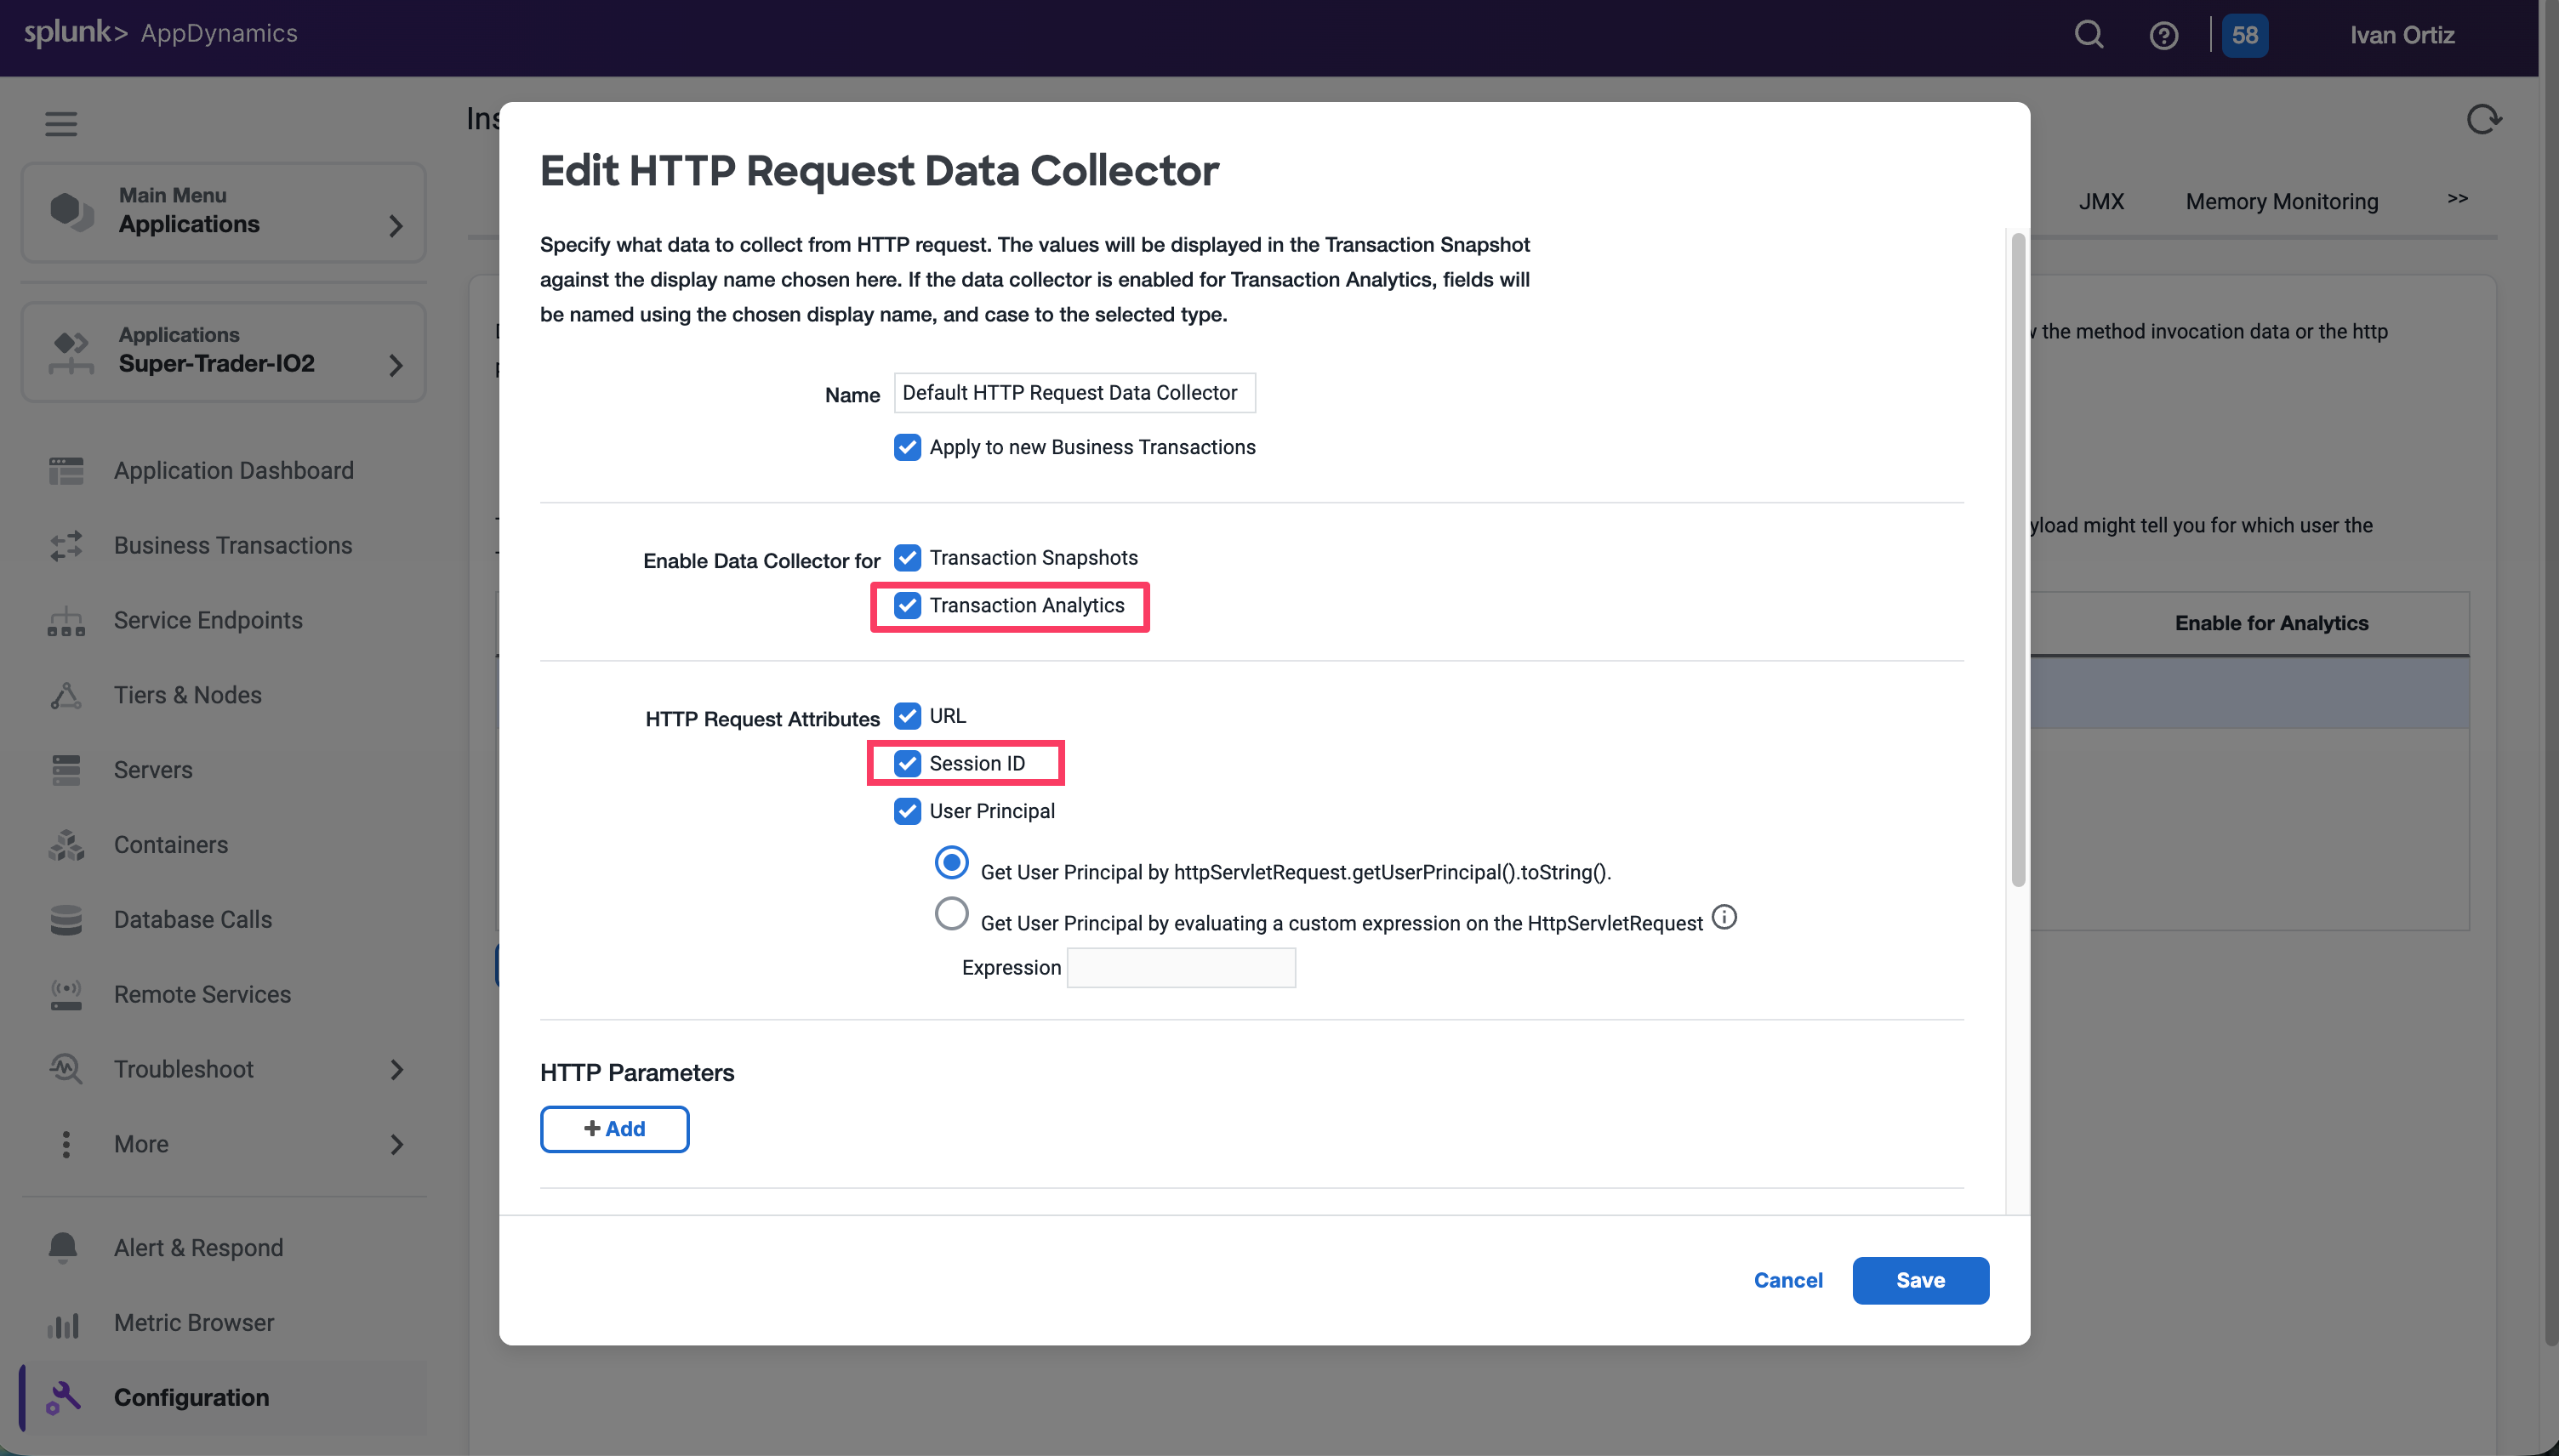 splunk> AppDynamics
58
Ivan Ortiz
Main Menu
Applications
Applications
Super-Trader-IO2
Application Dashboard
Business Transactions
Service Endpoints
Tiers & Nodes
Servers
Containers
Database Calls
Remote Services
Troubleshoot
More
Alert & Respond
Metric Browser
Configuration
JMX
Memory Monitoring
>>
the method invocation data or the http
might tell you for which user the
Enable for Analytics
Edit HTTP Request Data Collector
Specify what data to collect from HTTP request. The values will be displayed in the Transaction Snapshot
against the display name chosen here. If the data collector is enabled for Transaction Analytics, fields will
be named using the chosen display name, and case to the selected type.
Name
Default HTTP Request Data Collector
Apply to new Business Transactions
Enable Data Collector for
Transaction Snapshots
Transaction Analytics
HTTP Request Attributes
URL
Session ID
User Principal
Get User Principal by httpServletRequest.getUserPrincipal().toString().
Get User Principal by evaluating a custom expression on the HttpServletRequest
Expression
HTTP Parameters
+ Add
Cancel
Save